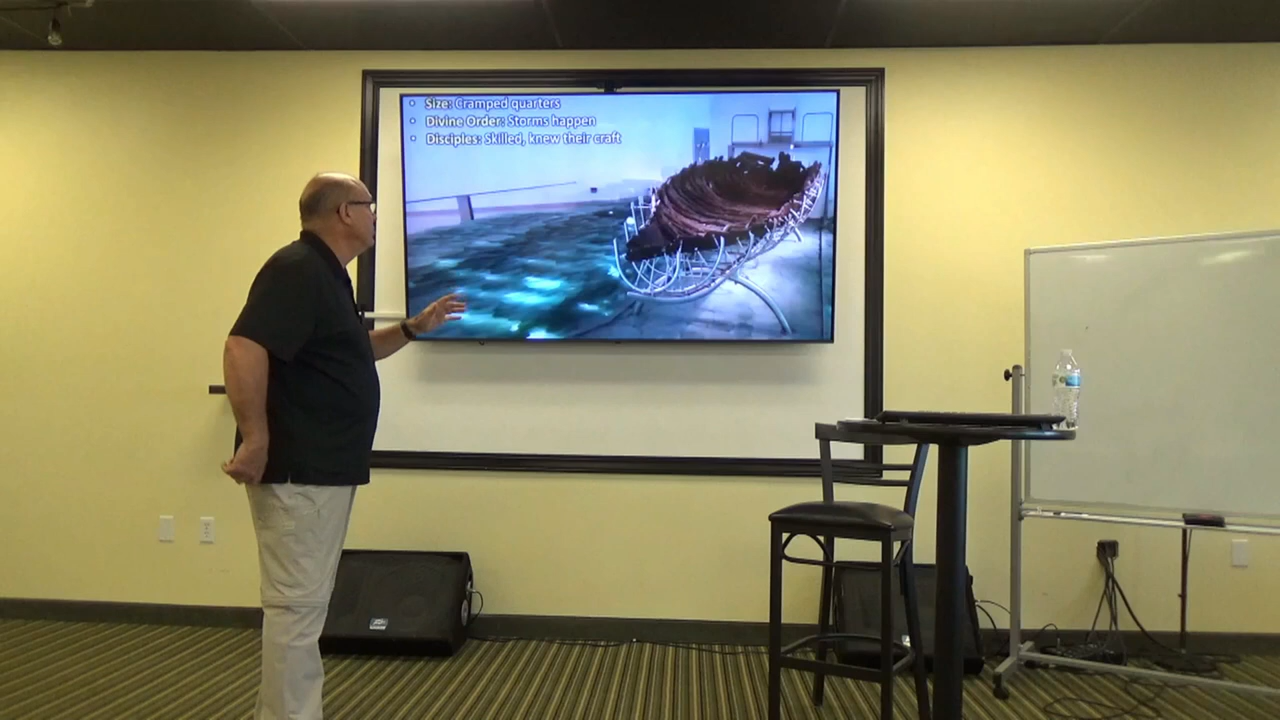 • Size: Cramped quarters
• Divine Order: Storms happen
• Disciples: Skilled, knew their craft